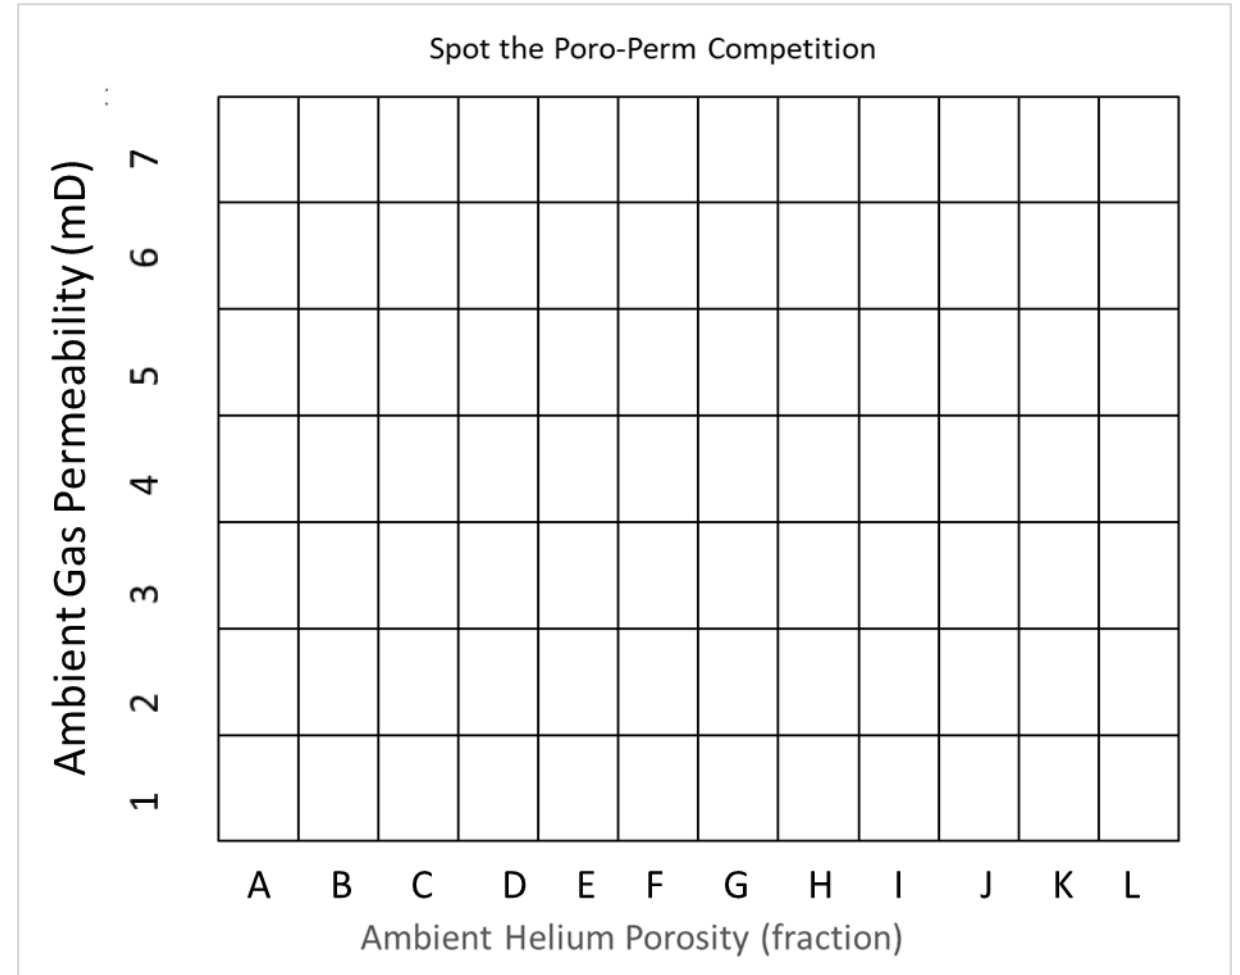 Spot the Poro-Perm Competition
Ambient Gas Permeability (mD)
7
6
5
4
3
2
1
A B C D E F G H I J K L
Ambient Helium Porosity (fraction)